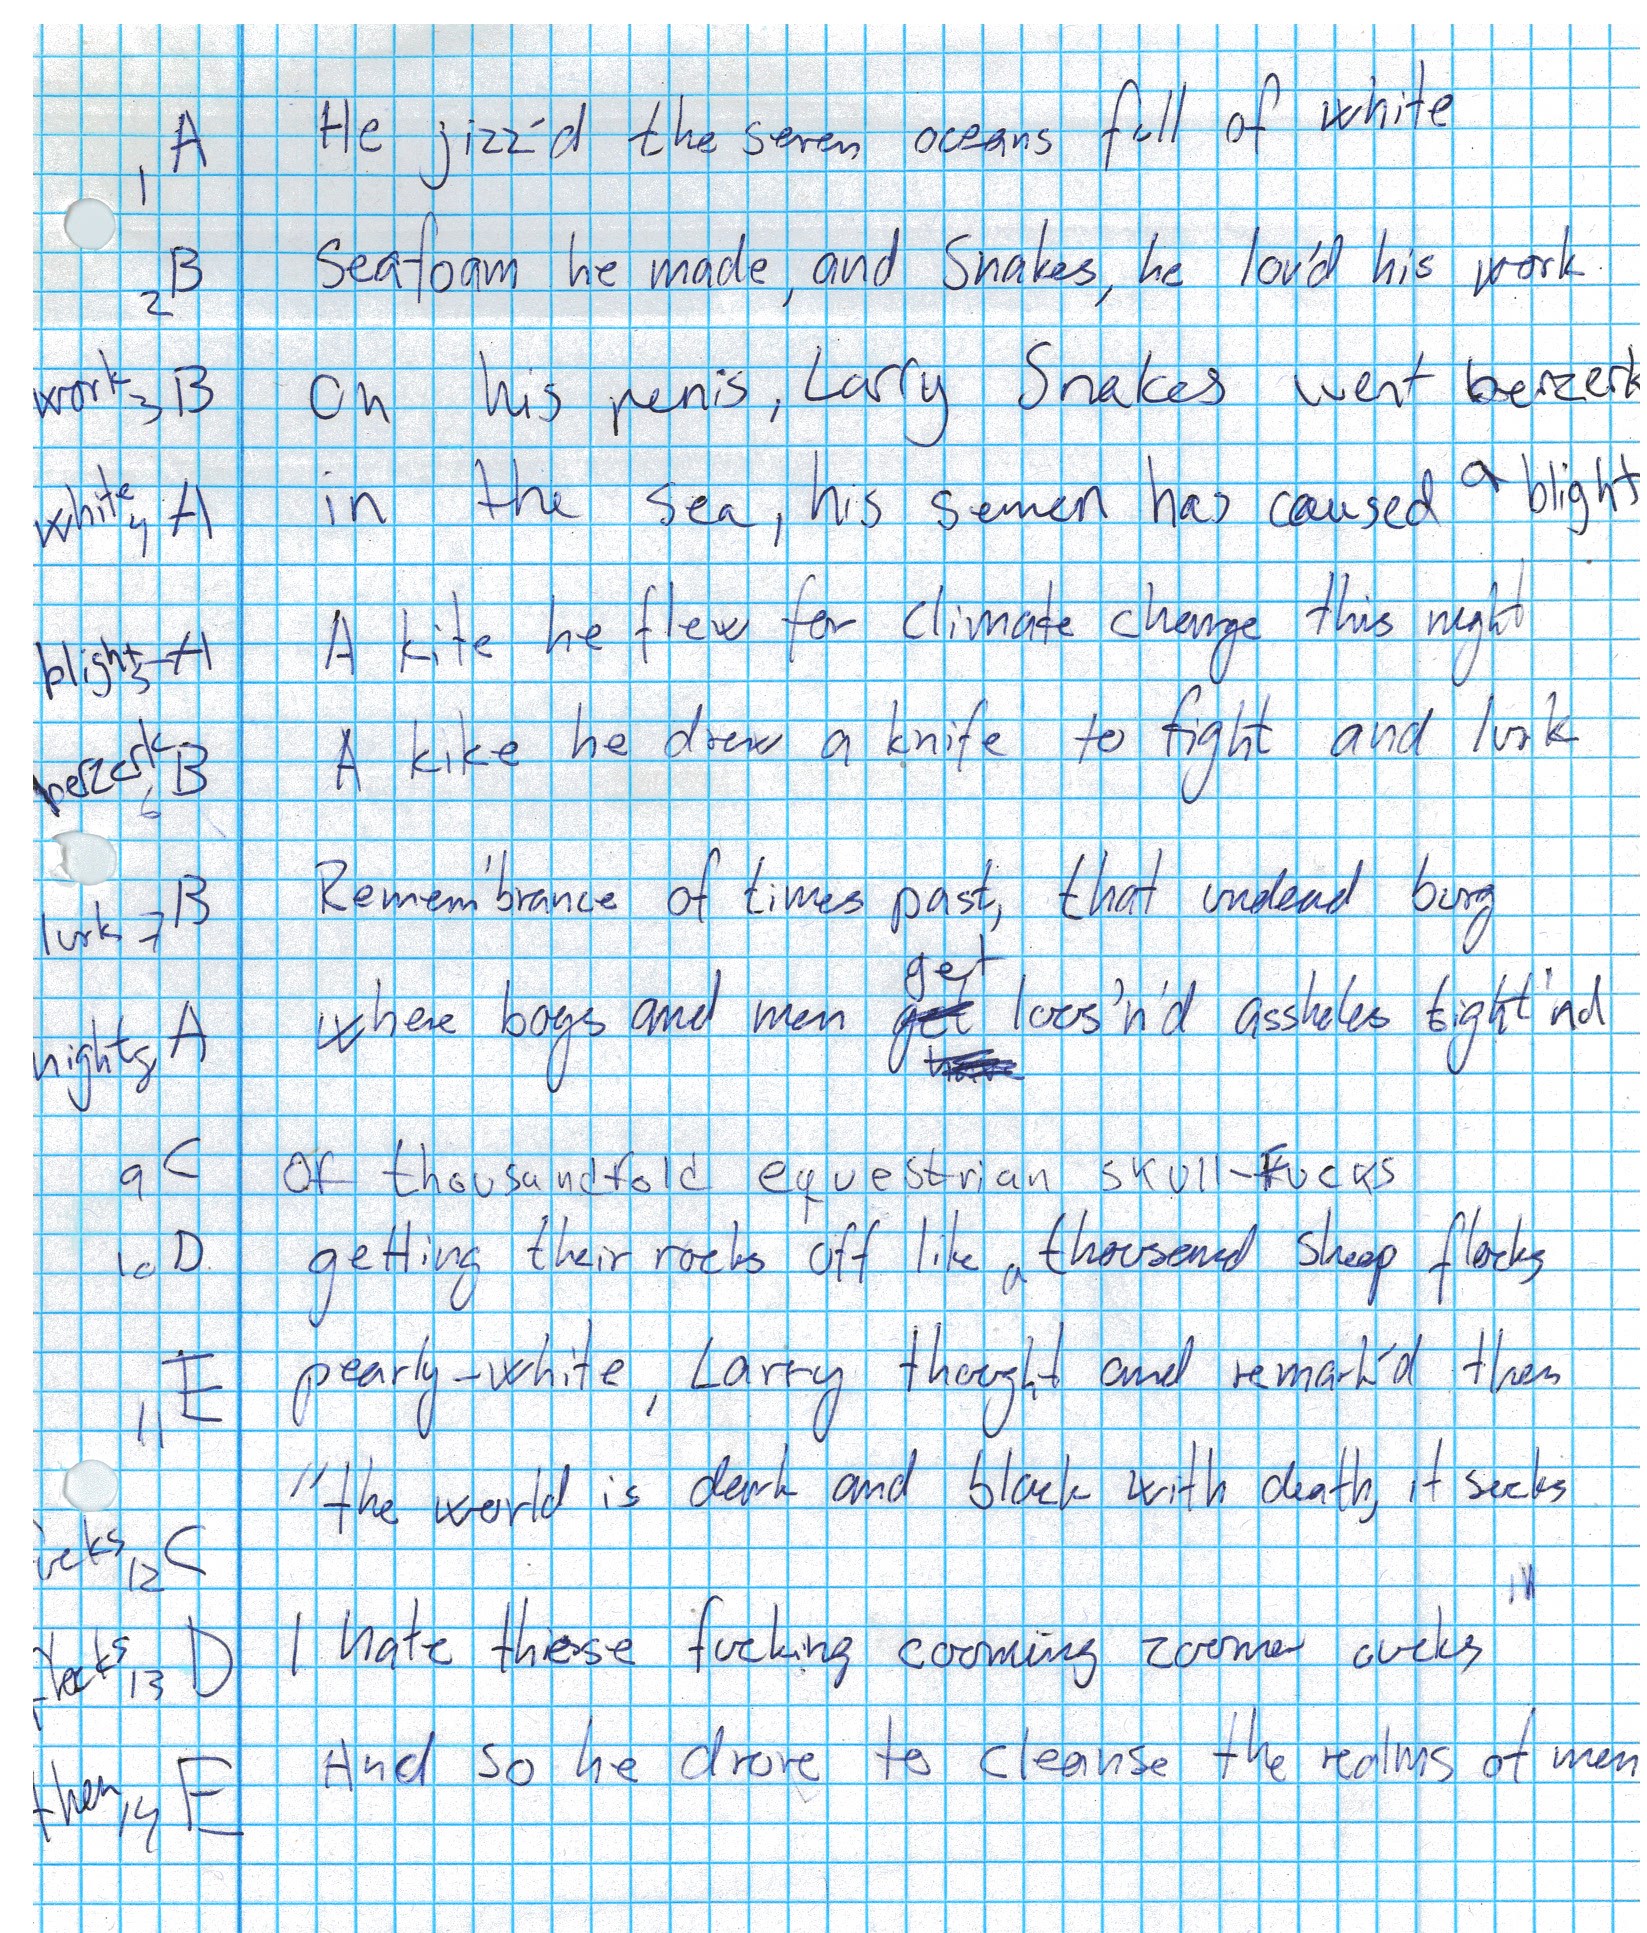 1 A He jizz'd the seven oceans full of white
2 B Seafoam he made, and Snakes, he lov'd his work
work 3 B On his penis, Larry Snakes went berzerk
white 4 A in the sea, his semen has caused a blight
blight 5 A A kite he flew for climate change this night
berzerk 6 B A kike he drew a knife to fight and lurk
lurk 7 B Remem'brance of times past, that undead burg
get
night 8 A where boys and men get loos'n'd assholes tight'nd
9 C Of thousandfold equestrian skull-fucks
10 D getting their rocks off like a thousand sheep flocks
11 E pearly-white, Larry thought and remark'd then
"the world is dark and black with death, it sucks
fucks 12 C
flocks 13 D I hate these fucking cooming zoomer cucks"
then 14 E And so he drove to cleanse the realms of men